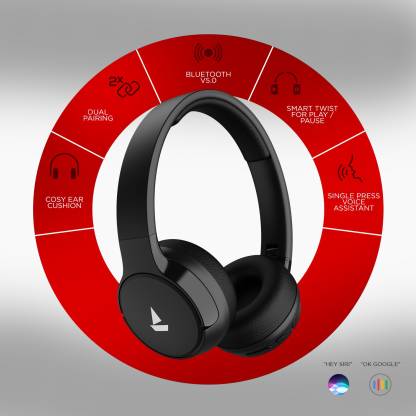 BLUETOOTH
V5.0
2X
DUAL
PAIRING
SMART TWIST
FOR PLAY /
PAUSE
COSY EAR
CUSHION
SINGLE PRESS
VOICE
ASSISTANT
"HEY SIRI" "OK GOOGLE"